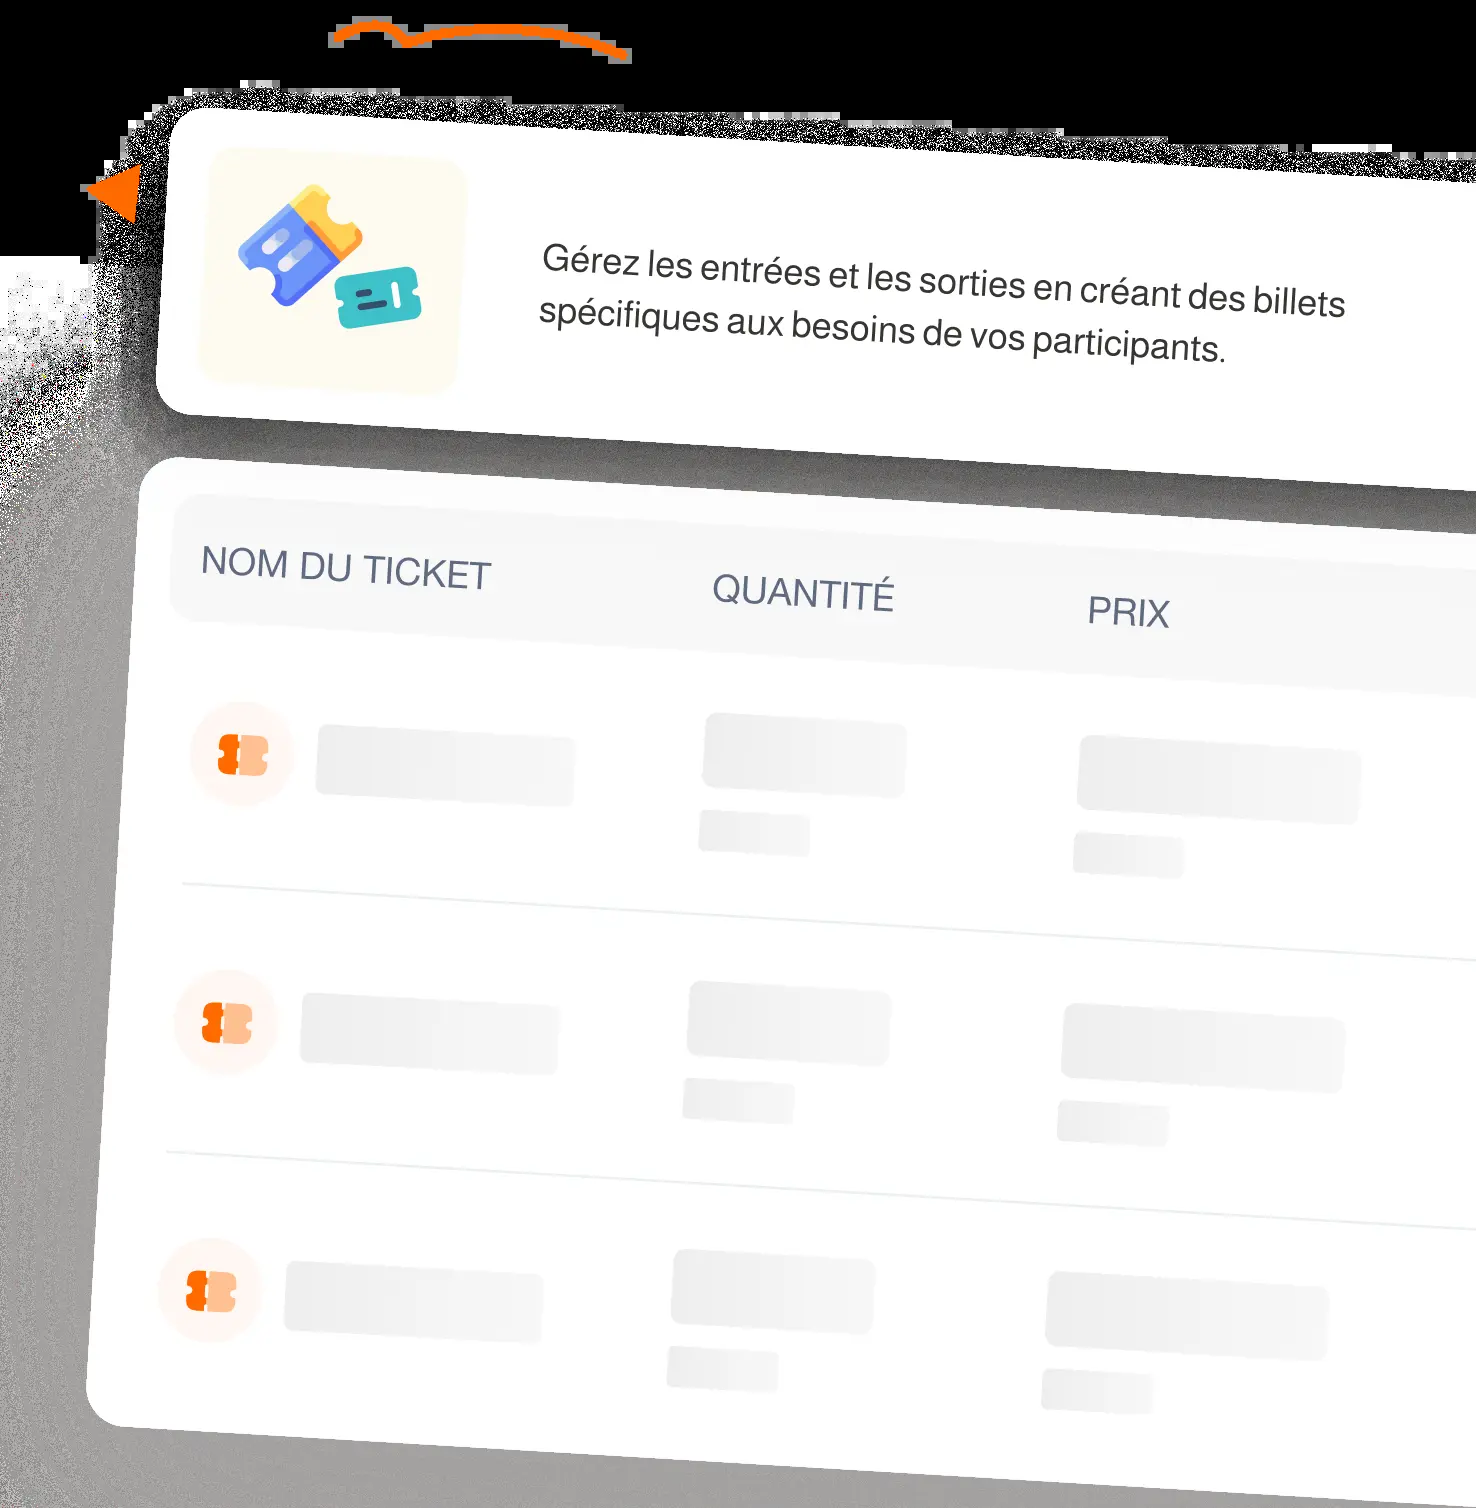 Gérez les entrées et les sorties en créant des billets
spécifiques aux besoins de vos participants.
NOM DU TICKET
QUANTITÉ
PRIX